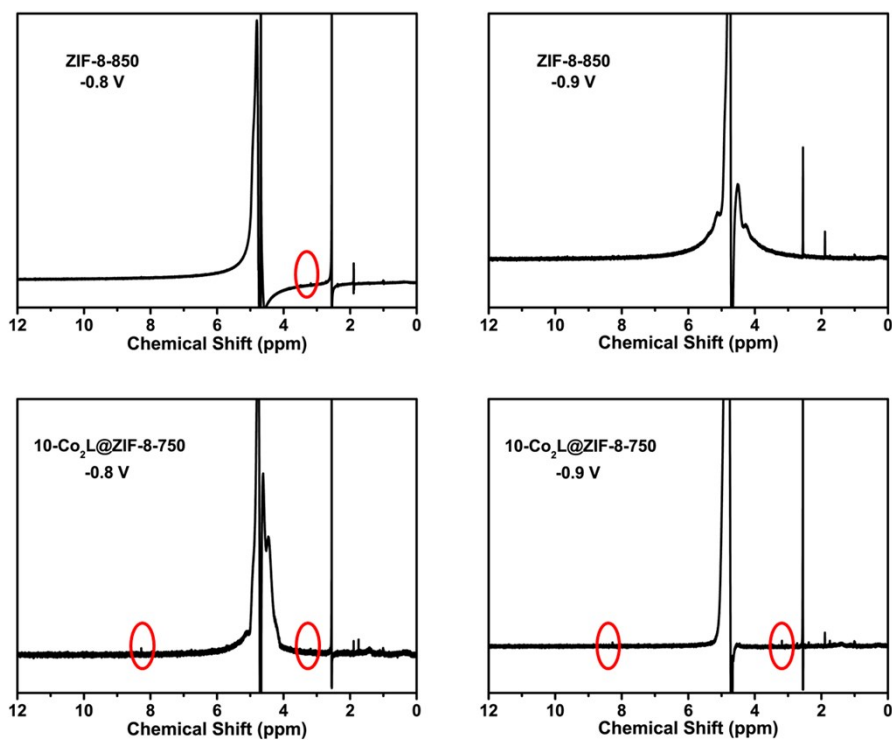 ZIF-8-850
-0.8 V
12 10 8 6 4 2 0
Chemical Shift (ppm)
ZIF-8-850
-0.9 V
12 10 8 6 4 2 0
Chemical Shift (ppm)
10-Co₂L@ZIF-8-750
-0.8 V
12 10 8 6 4 2 0
Chemical Shift (ppm)
10-Co₂L@ZIF-8-750
-0.9 V
12 10 8 6 4 2 0
Chemical Shift (ppm)